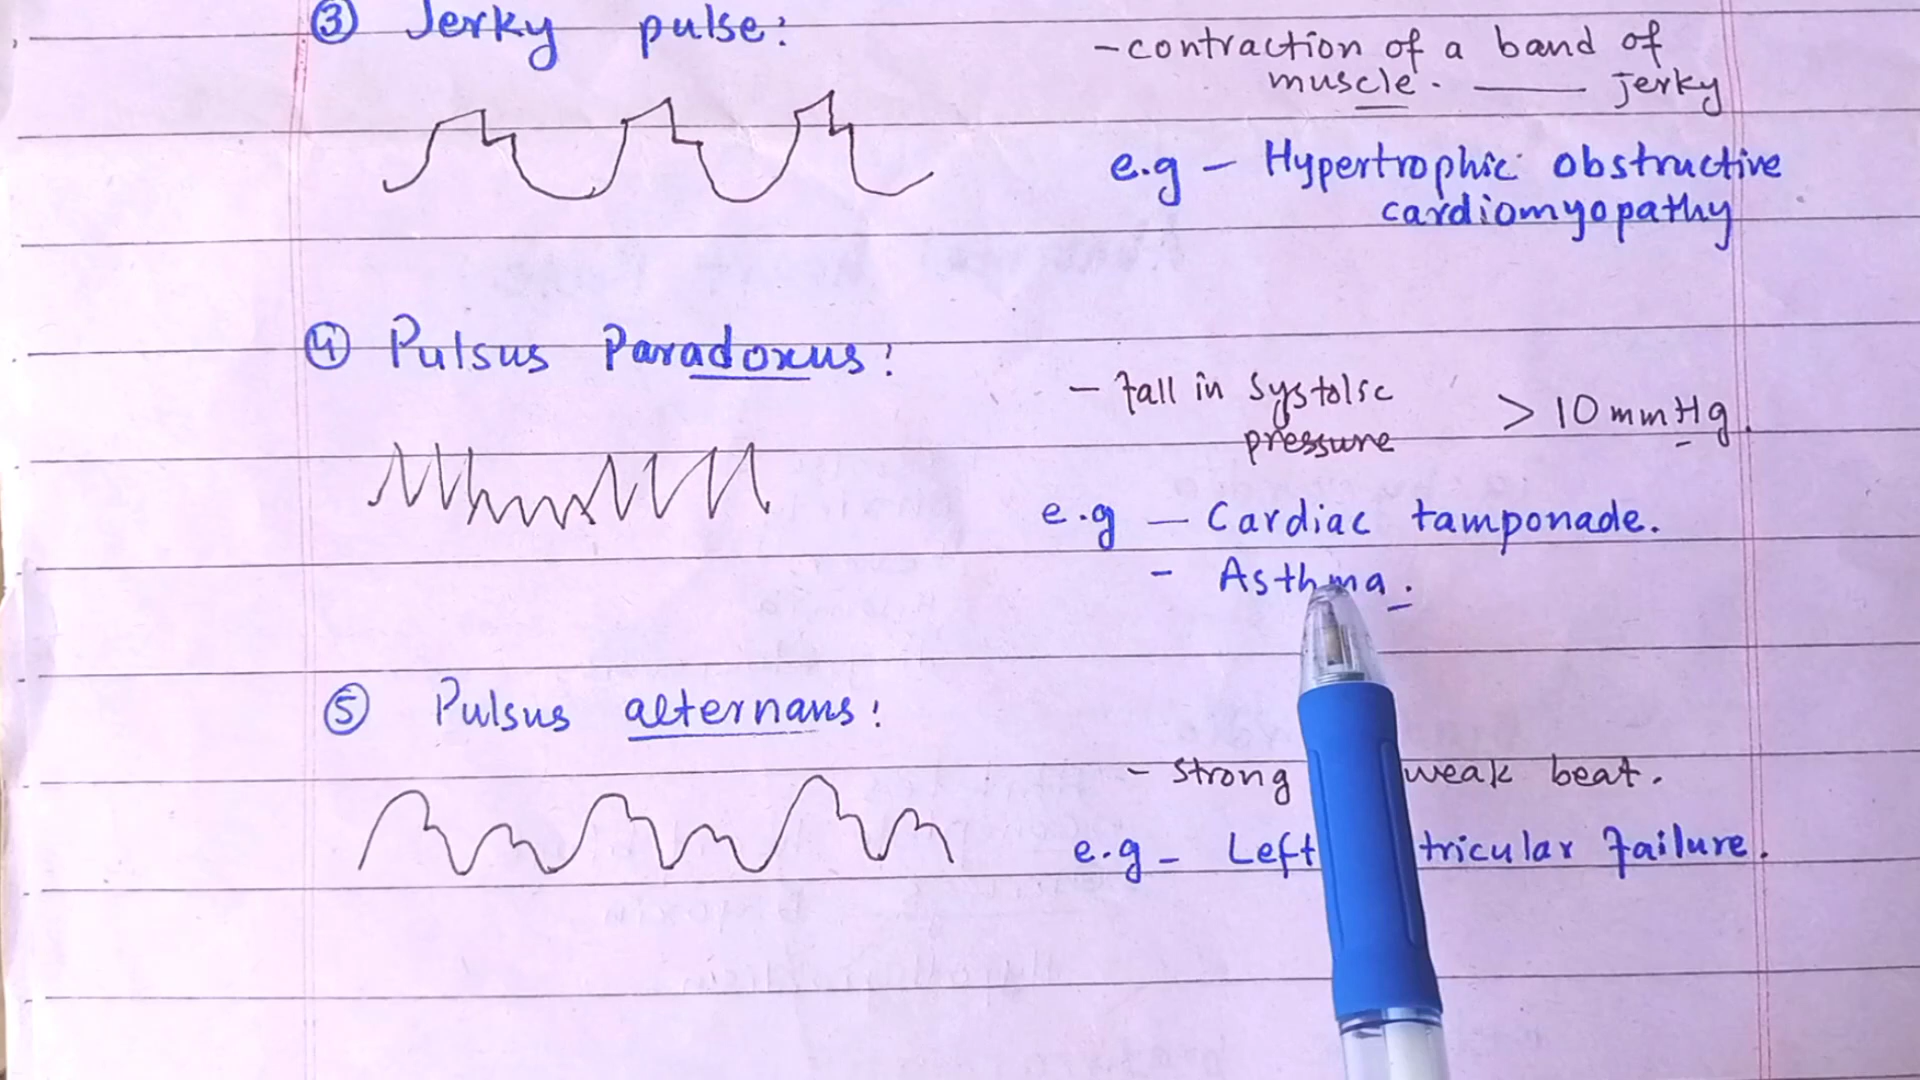 ③ Jerky pulse:
- contraction of a band of
muscle. —— jerky
e.g - Hypertrophic obstructive
cardiomyopathy
④ Pulsus Paradoxus:
- fall in systolic
pressure > 10 mmHg.
e.g - Cardiac tamponade.
- Asthma.
⑤ Pulsus alternans:
- strong weak beat.
e.g - Left tricular failure.